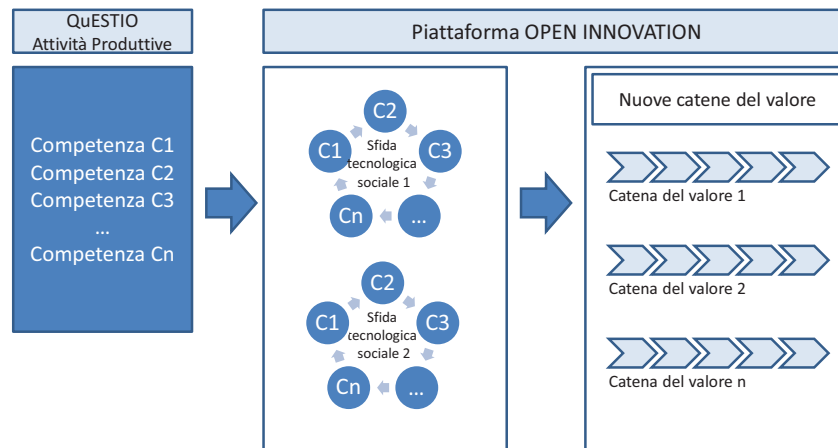 QuESTIO
Attività Produttive
Piattaforma OPEN INNOVATION
Competenza C1
Competenza C2
Competenza C3
...
Competenza Cn
C2
C1
C3
Sfida
tecnologica
sociale 1
Cn
...
C2
C1
C3
Sfida
tecnologica
sociale 2
Cn
...
Nuove catene del valore
Catena del valore 1
Catena del valore 2
Catena del valore n